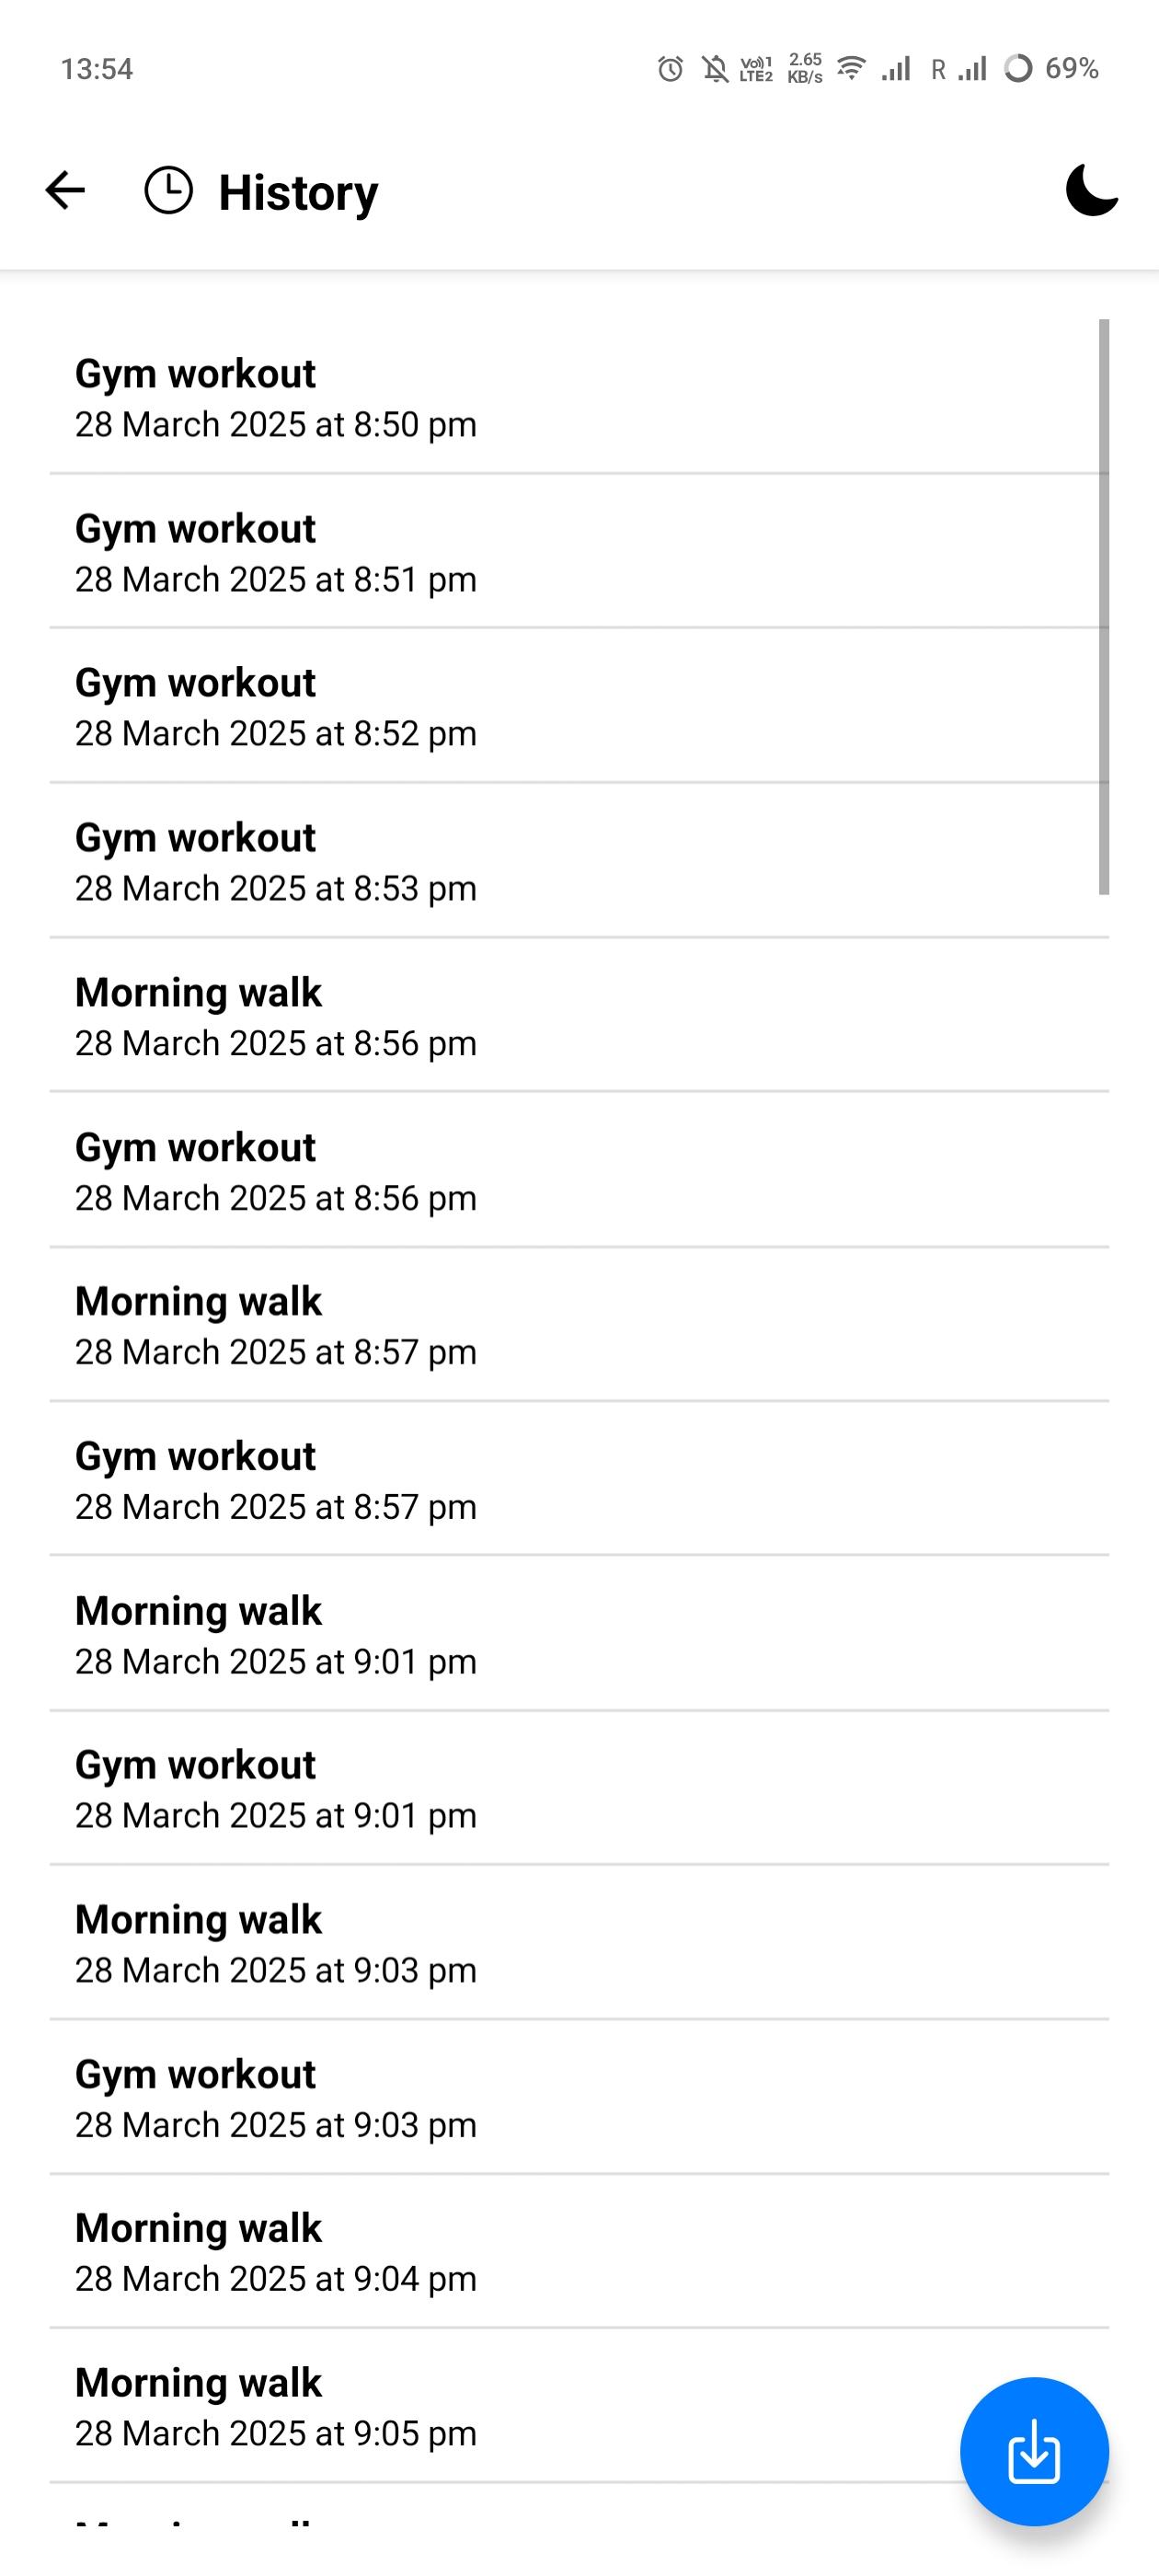 13:54
Vo)) 1
LTE2
2.65
KB/s
R
69%
History
Gym workout
28 March 2025 at 8:50 pm
Gym workout
28 March 2025 at 8:51 pm
Gym workout
28 March 2025 at 8:52 pm
Gym workout
28 March 2025 at 8:53 pm
Morning walk
28 March 2025 at 8:56 pm
Gym workout
28 March 2025 at 8:56 pm
Morning walk
28 March 2025 at 8:57 pm
Gym workout
28 March 2025 at 8:57 pm
Morning walk
28 March 2025 at 9:01 pm
Gym workout
28 March 2025 at 9:01 pm
Morning walk
28 March 2025 at 9:03 pm
Gym workout
28 March 2025 at 9:03 pm
Morning walk
28 March 2025 at 9:04 pm
Morning walk
28 March 2025 at 9:05 pm